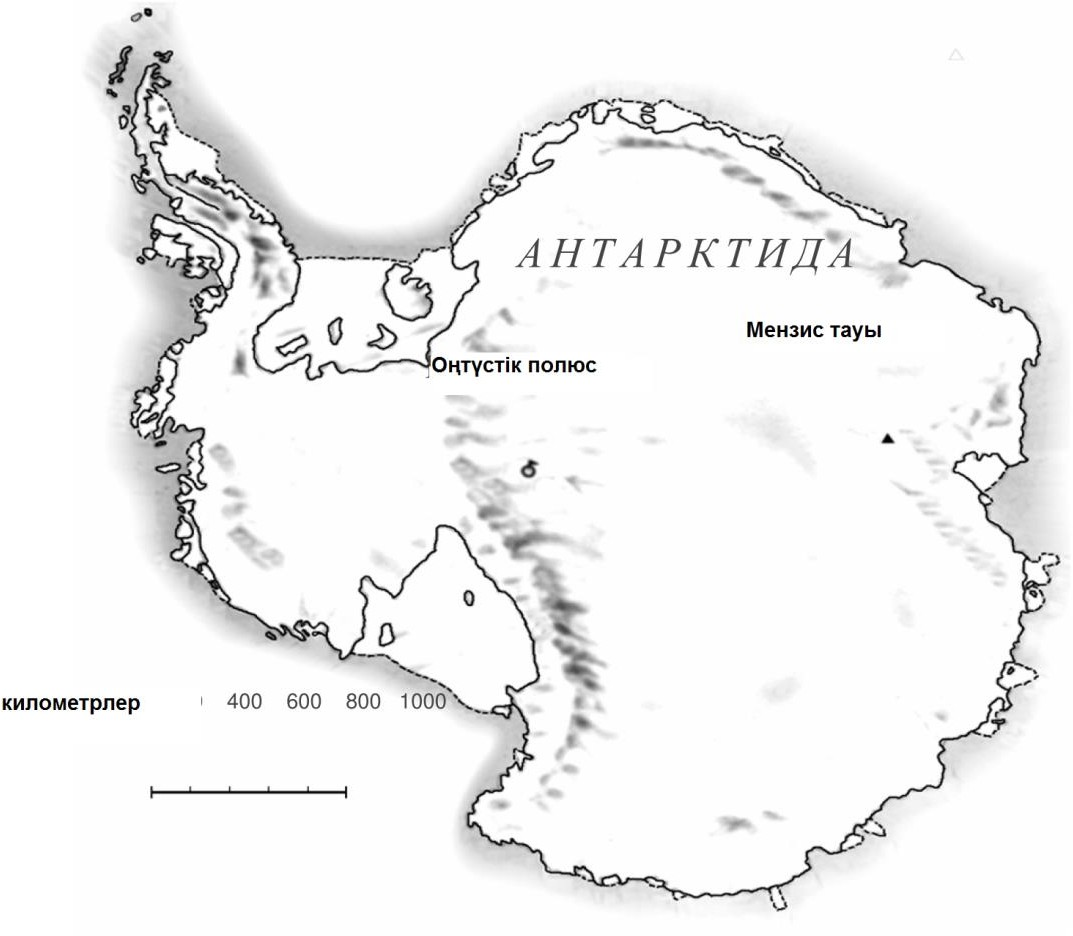 АНТАРКТИДА
Мензис тауы
Оңтүстік полюс
километрлер 400 600 800 1000